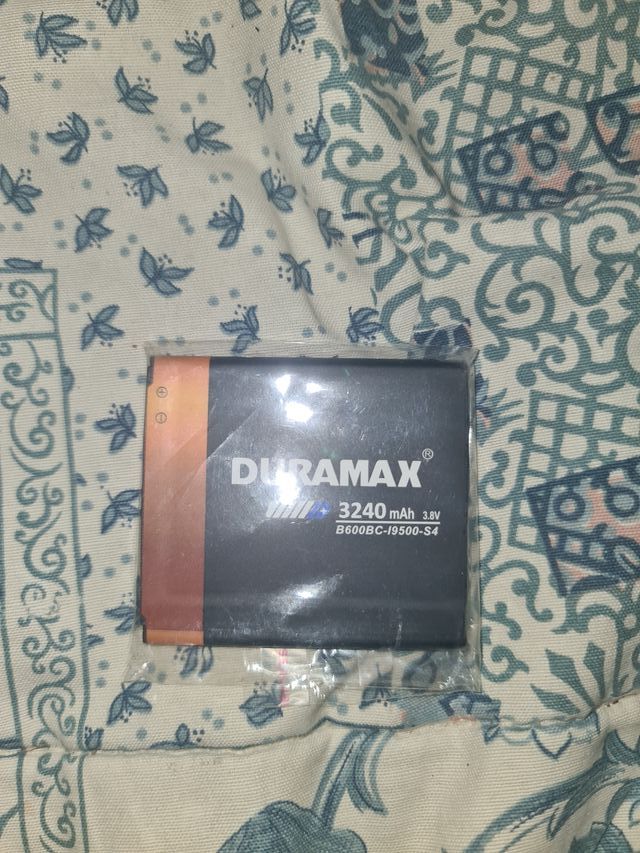 DURAMAX®
3240 mAh 3.8V
B600BC-I9500-S4